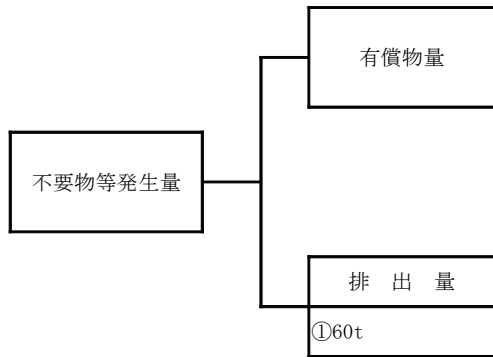 有償物量
不要物等発生量
排　出　量
①60t